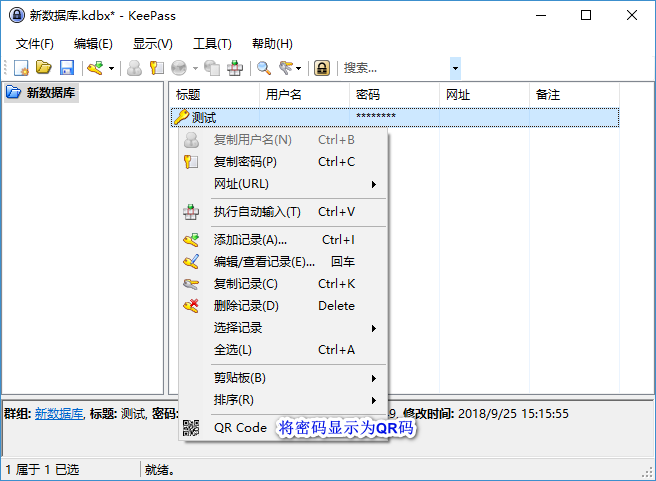 新数据库.kdbx* - KeePass
文件(F) 编辑(E) 显示(V) 工具(T) 帮助(H)
搜索...
新数据库
标题 用户名 密码 网址 备注
测试 ********
复制用户名(N) Ctrl+B
复制密码(P) Ctrl+C
网址(URL)
执行自动输入(T) Ctrl+V
添加记录(A)... Ctrl+I
编辑/查看记录(E)... 回车
复制记录(C) Ctrl+K
删除记录(D) Delete
选择记录
全选(L) Ctrl+A
剪贴板(B)
排序(R)
QR Code 将密码显示为QR码
群组: 新数据库, 标题: 测试, 密码: 9, 修改时间: 2018/9/25 15:15:55
1 属于 1 已选 就绪。